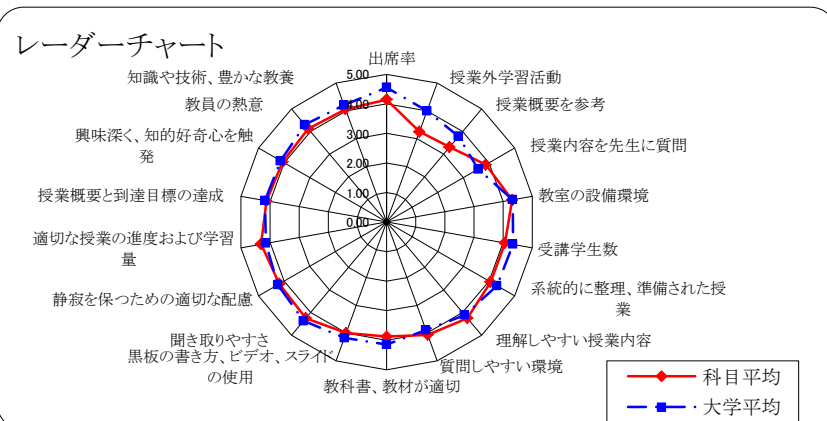 レーダーチャート
出席率
授業外学習活動
授業概要を参考
授業内容を先生に質問
教室の設備環境
受講学生数
系統的に整理、準備された授
業
理解しやすい授業内容
質問しやすい環境
教科書、教材が適切
黒板の書き方、ビデオ、スライド
の使用
聞き取りやすさ
静寂を保つための適切な配慮
適切な授業の進度および学習
量
授業概要と到達目標の達成
興味深く、知的好奇心を触
発
教員の熱意
知識や技術、豊かな教養
5.00
4.00
3.00
2.00
1.00
0.00
科目平均
大学平均